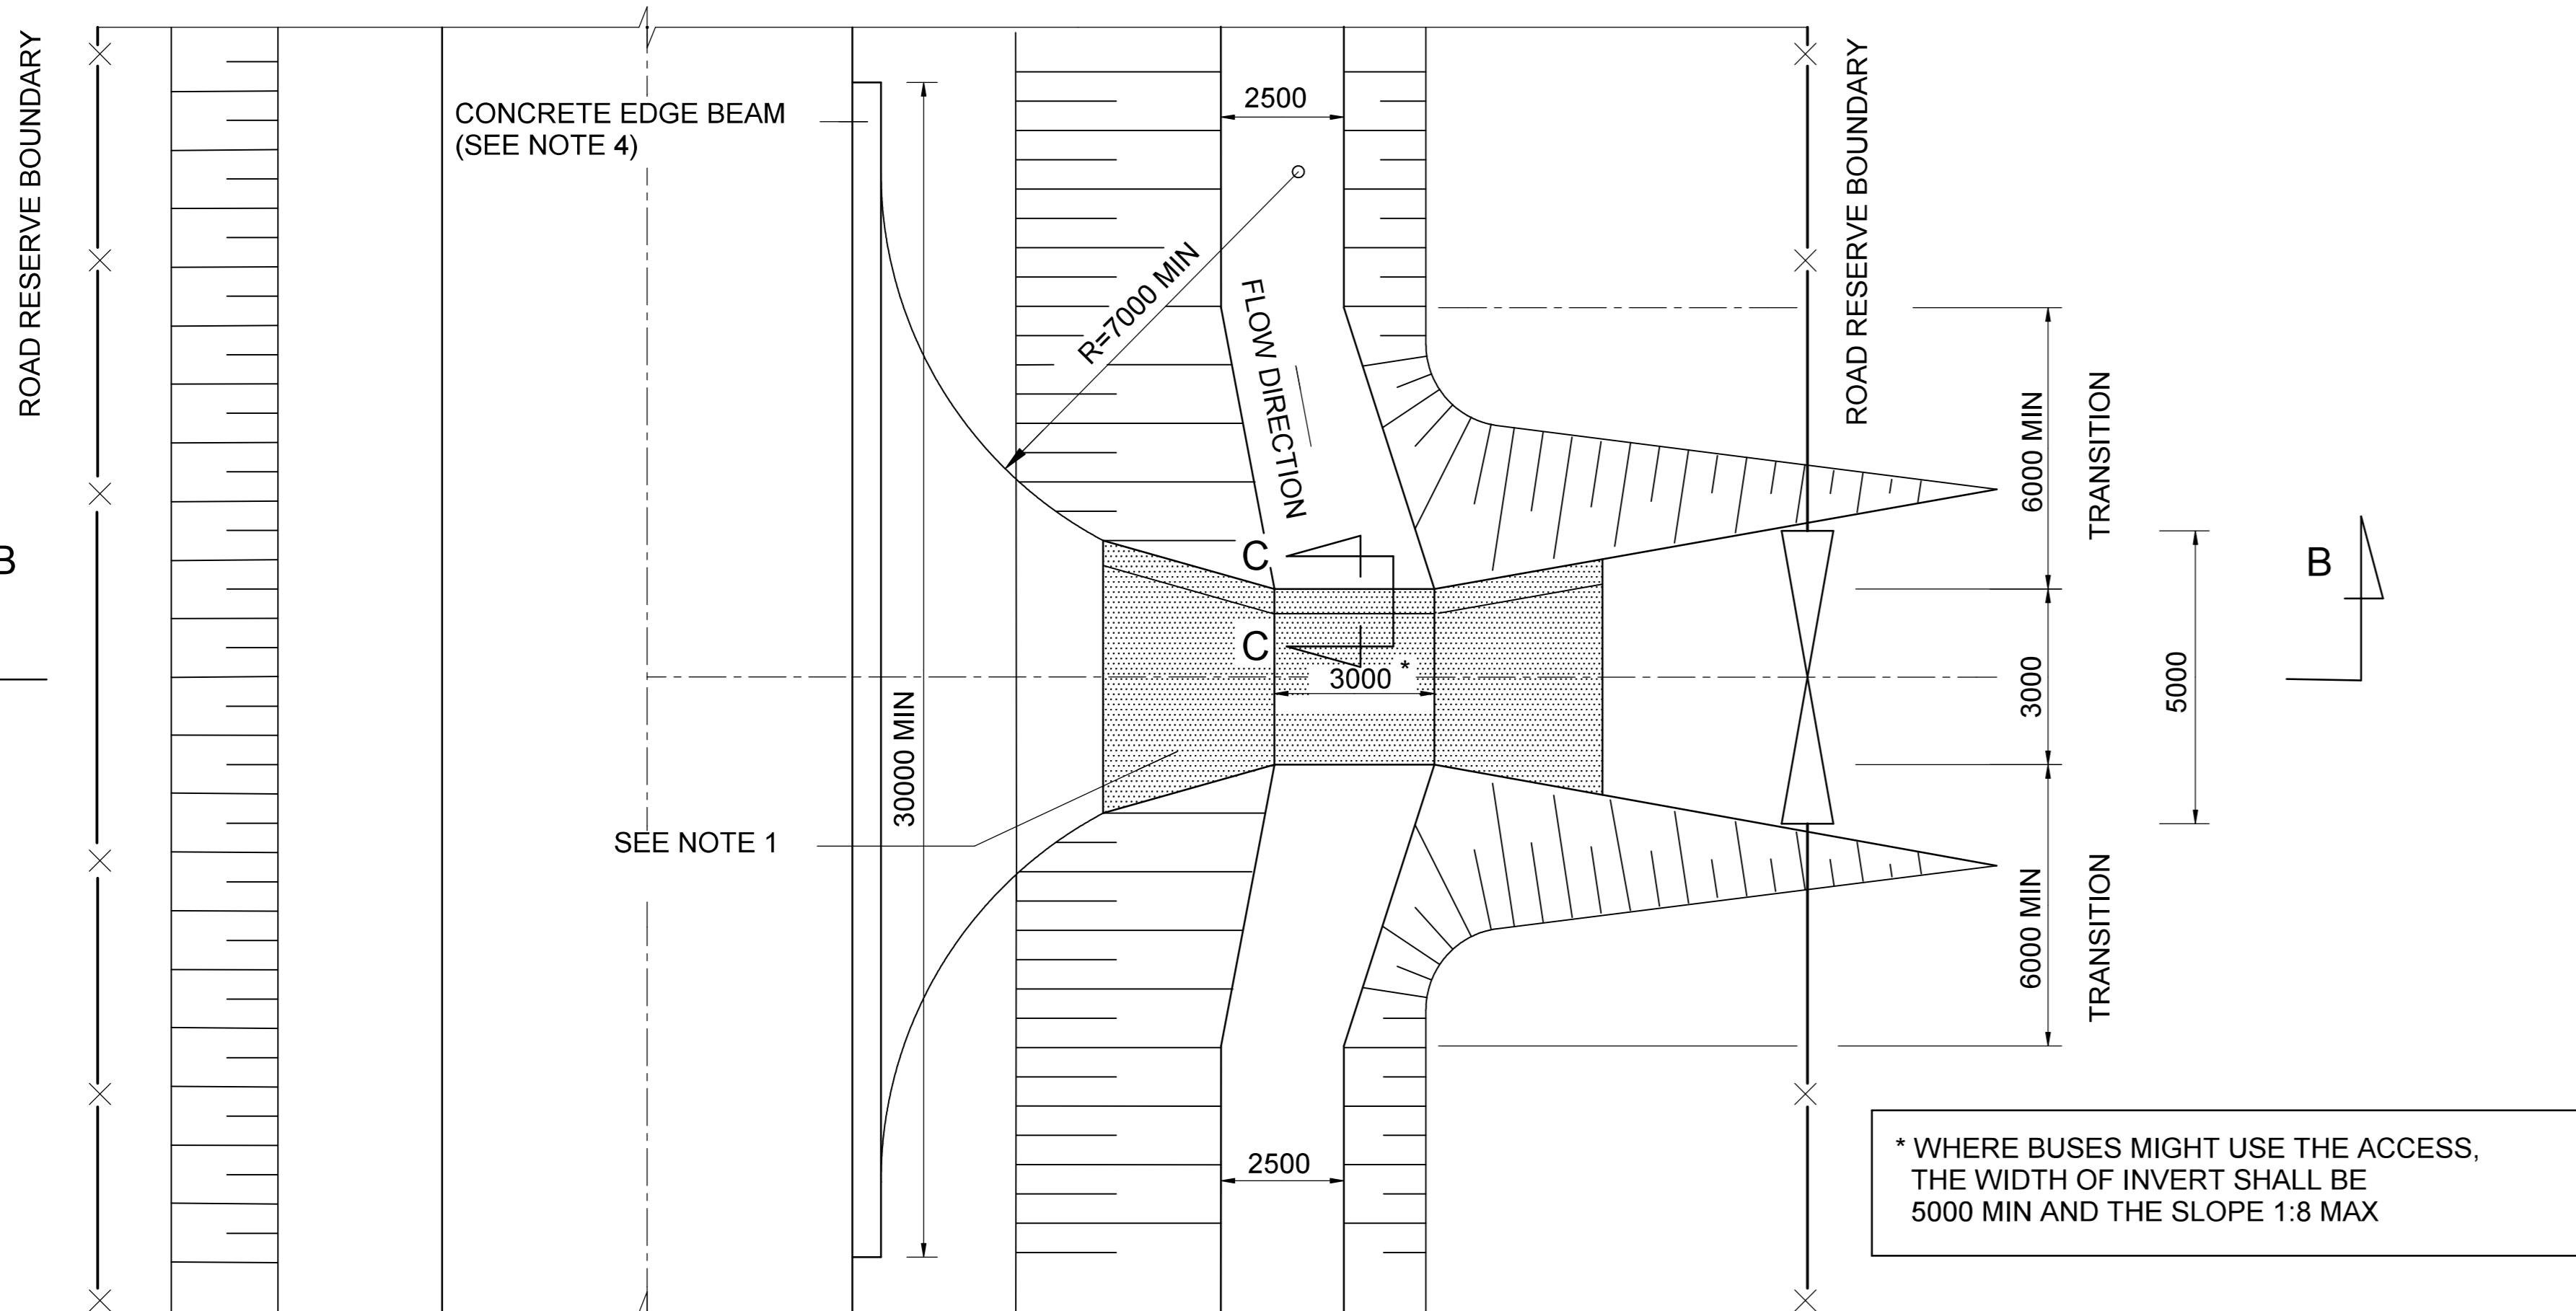 ROAD RESERVE BOUNDARY
CONCRETE EDGE BEAM
(SEE NOTE 4)
2500
ROAD RESERVE BOUNDARY
R=7000 MIN
FLOW DIRECTION
6000 MIN
TRANSITION
B
C
B
C
3000 *
3000
5000
30000 MIN
SEE NOTE 1
6000 MIN
TRANSITION
2500
* WHERE BUSES MIGHT USE THE ACCESS,
THE WIDTH OF INVERT SHALL BE
5000 MIN AND THE SLOPE 1:8 MAX